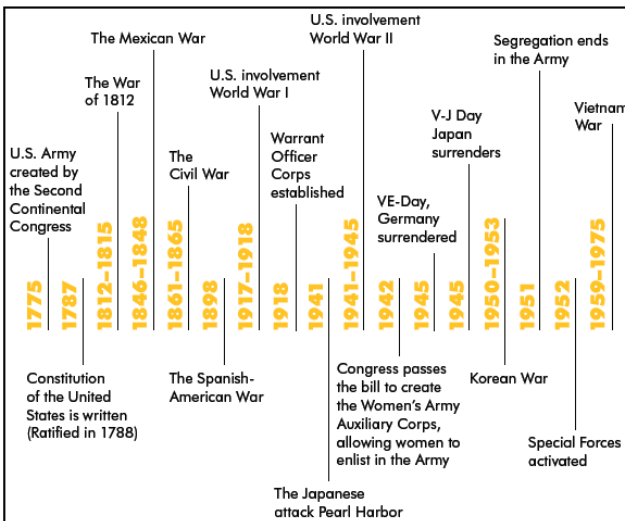 U.S. Army
created by
the Second
Continental
Congress
The War
of 1812
The Mexican War
The
Civil War
U.S. involvement
World War I
Warrant
Officer
Corps
established
U.S. involvement
World War II
VE-Day,
Germany
surrendered
V-J Day
Japan
surrenders
Segregation ends
in the Army
Vietnam
War
1775
1787
1812–1815
1846–1848
1861–1865
1898
1917–1918
1918
1941
1941–1945
1942
1945
1945
1950–1953
1951
1952
1959–1975
Constitution
of the United
States is written
(Ratified in 1788)
The Spanish-
American War
The Japanese
attack Pearl Harbor
Congress passes
the bill to create
the Women's Army
Auxiliary Corps,
allowing women to
enlist in the Army
Korean War
Special Forces
activated